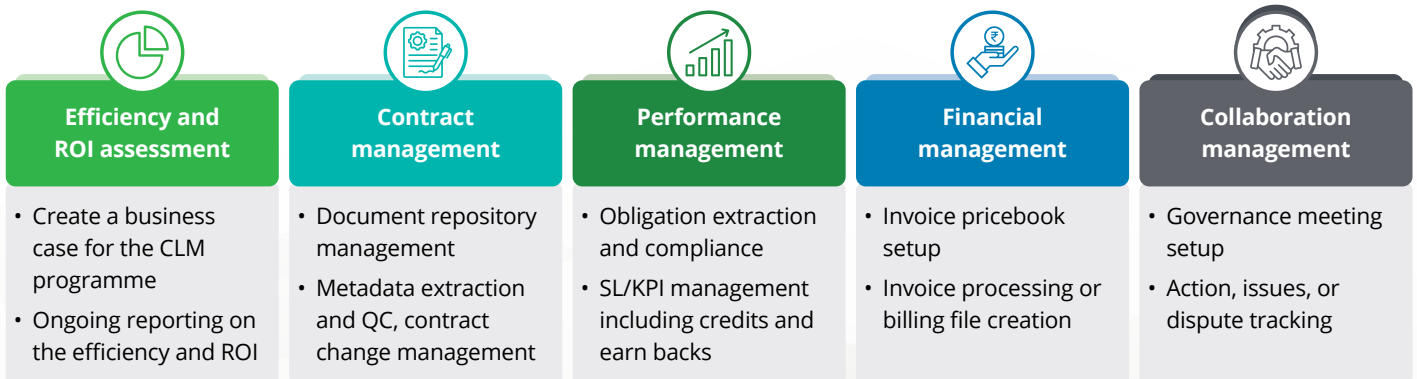 Efficiency and
ROI assessment
• Create a business
case for the CLM
programme
• Ongoing reporting on
the efficiency and ROI
Contract
management
• Document repository
management
• Metadata extraction
and QC, contract
change management
Performance
management
• Obligation extraction
and compliance
• SL/KPI management
including credits and
earn backs
₹
Financial
management
• Invoice pricebook
setup
• Invoice processing or
billing file creation
Collaboration
management
• Governance meeting
setup
• Action, issues, or
dispute tracking